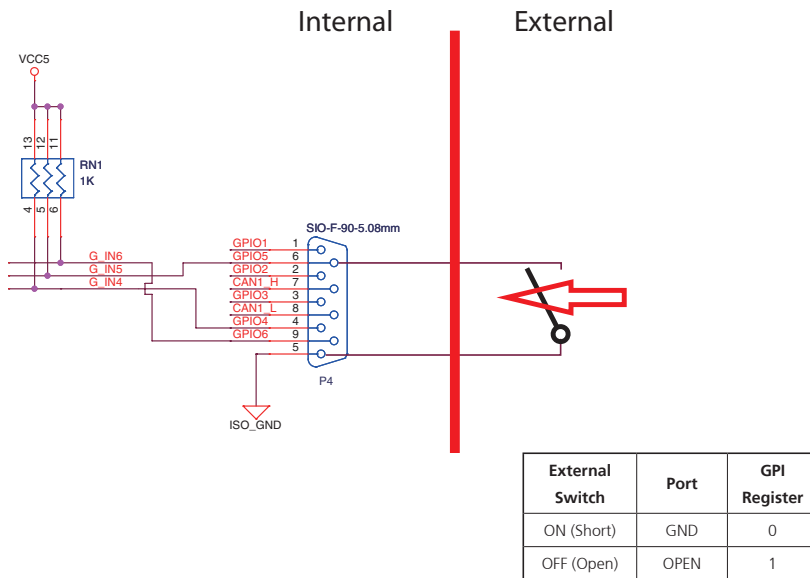 Internal
External
VCC5
13
12
11
RN1
1K
4
5
6
SIO-F-90-5.08mm
G_IN6
G_IN5
G_IN4
GPIO1 1
GPIO5 6
GPIO2 2
CAN1_H 7
GPIO3 3
CAN1_L 8
GPIO4 4
GPIO6 9
5
P4
ISO_GND
External Port GPI
Switch Register
ON (Short) GND 0
OFF (Open) OPEN 1